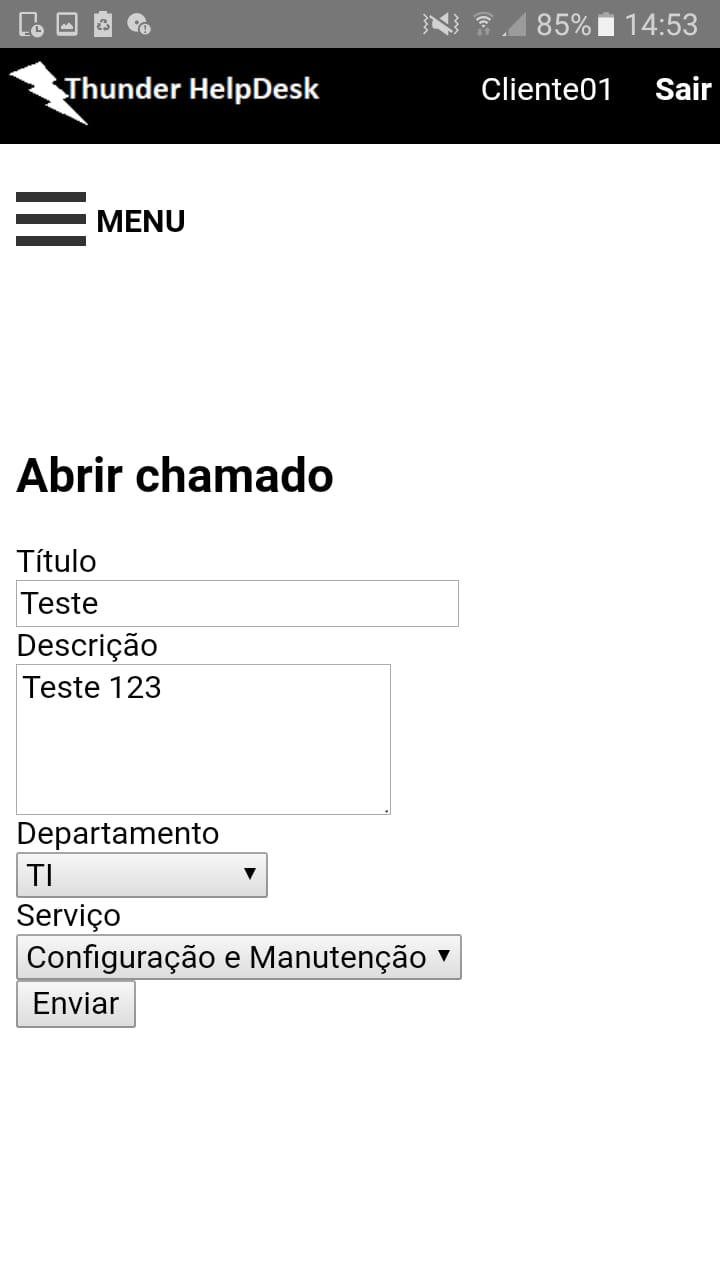 85% 14:53
Thunder HelpDesk Cliente01 Sair
MENU
Abrir chamado
Título
Teste
Descrição
Teste 123
Departamento
TI
Serviço
Configuração e Manutenção
Enviar